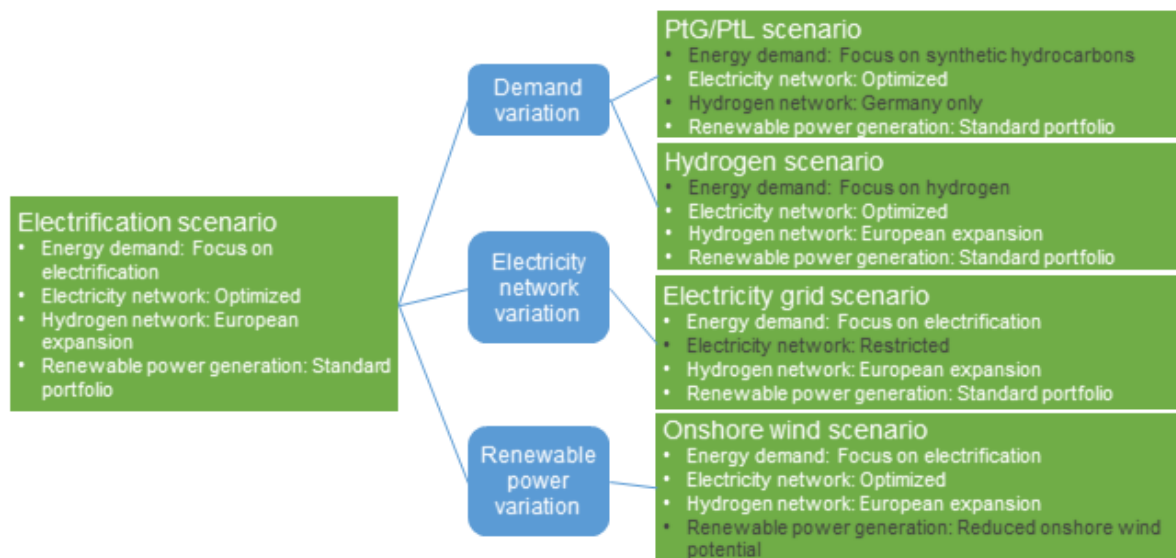 Electrification scenario
• Energy demand: Focus on
electrification
• Electricity network: Optimized
• Hydrogen network: European
expansion
• Renewable power generation: Standard
portfolio
Demand
variation
Electricity
network
variation
Renewable
power
variation
PtG/PtL scenario
• Energy demand: Focus on synthetic hydrocarbons
• Electricity network: Optimized
• Hydrogen network: Germany only
• Renewable power generation: Standard portfolio
Hydrogen scenario
• Energy demand: Focus on hydrogen
• Electricity network: Optimized
• Hydrogen network: European expansion
• Renewable power generation: Standard portfolio
Electricity grid scenario
• Energy demand: Focus on electrification
• Electricity network: Restricted
• Hydrogen network: European expansion
• Renewable power generation: Standard portfolio
Onshore wind scenario
• Energy demand: Focus on electrification
• Electricity network: Optimized
• Hydrogen network: European expansion
• Renewable power generation: Reduced onshore wind
potential